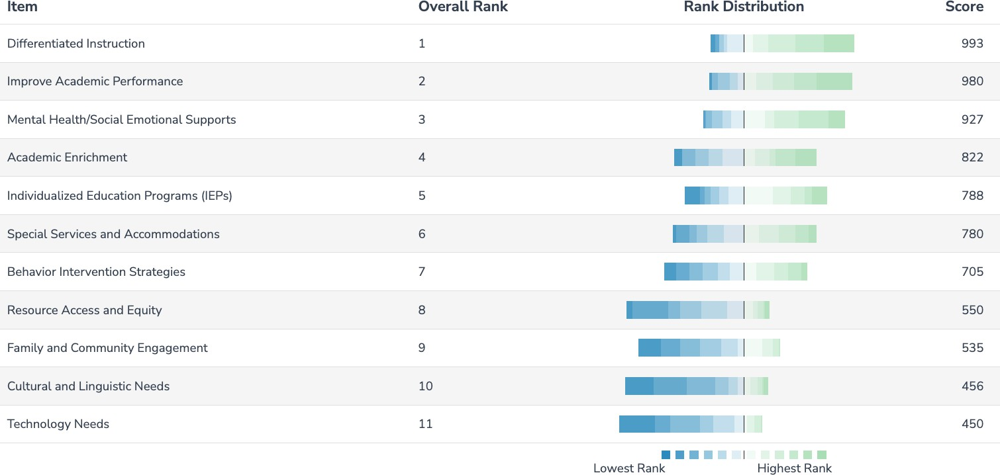 Item Overall Rank Rank Distribution Score
Differentiated Instruction 1 993
Improve Academic Performance 2 980
Mental Health/Social Emotional Supports 3 927
Academic Enrichment 4 822
Individualized Education Programs (IEPs) 5 788
Special Services and Accommodations 6 780
Behavior Intervention Strategies 7 705
Resource Access and Equity 8 550
Family and Community Engagement 9 535
Cultural and Linguistic Needs 10 456
Technology Needs 11 450
Lowest Rank Highest Rank